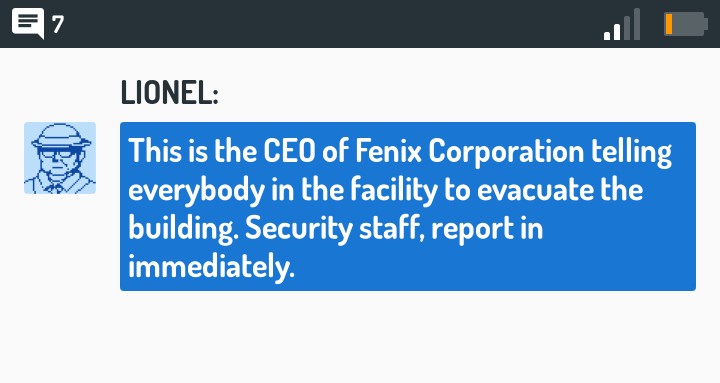 7
LIONEL:
This is the CEO of Fenix Corporation telling
everybody in the facility to evacuate the
building. Security staff, report in
immediately.